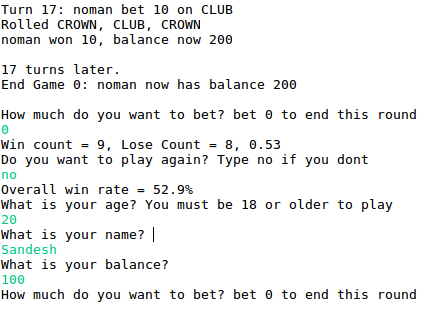 Turn 17: noman bet 10 on CLUB
Rolled CROWN, CLUB, CROWN
noman won 10, balance now 200
17 turns later.
End Game 0: noman now has balance 200
How much do you want to bet? bet 0 to end this round
0
Win count = 9, Lose Count = 8, 0.53
Do you want to play again? Type no if you dont
no
Overall win rate = 52.9%
What is your age? You must be 18 or older to play
20
What is your name?
Sandesh
What is your balance?
100
How much do you want to bet? bet 0 to end this round